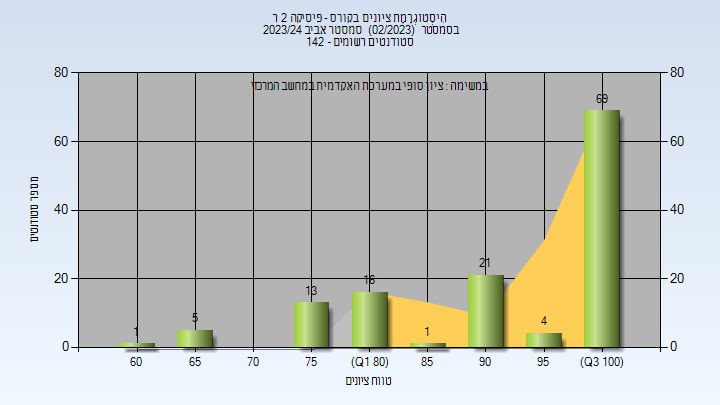 היסטוגרמת ציונים בקורס - פיסיקה 2 ר
בסמסטר (02/2023) סמסטר אביב 2023/24
סטודנטים רשומים - 142
במשימה : ציון סופי במערכת האקדמית במחשב המרכזי
80 80
60 60
40 40
20 20
0 0
מספר סטודנטים
1 5 13 16 1 21 4 69
60 65 70 75 (Q1 80) 85 90 95 (Q3 100)
טווח ציונים